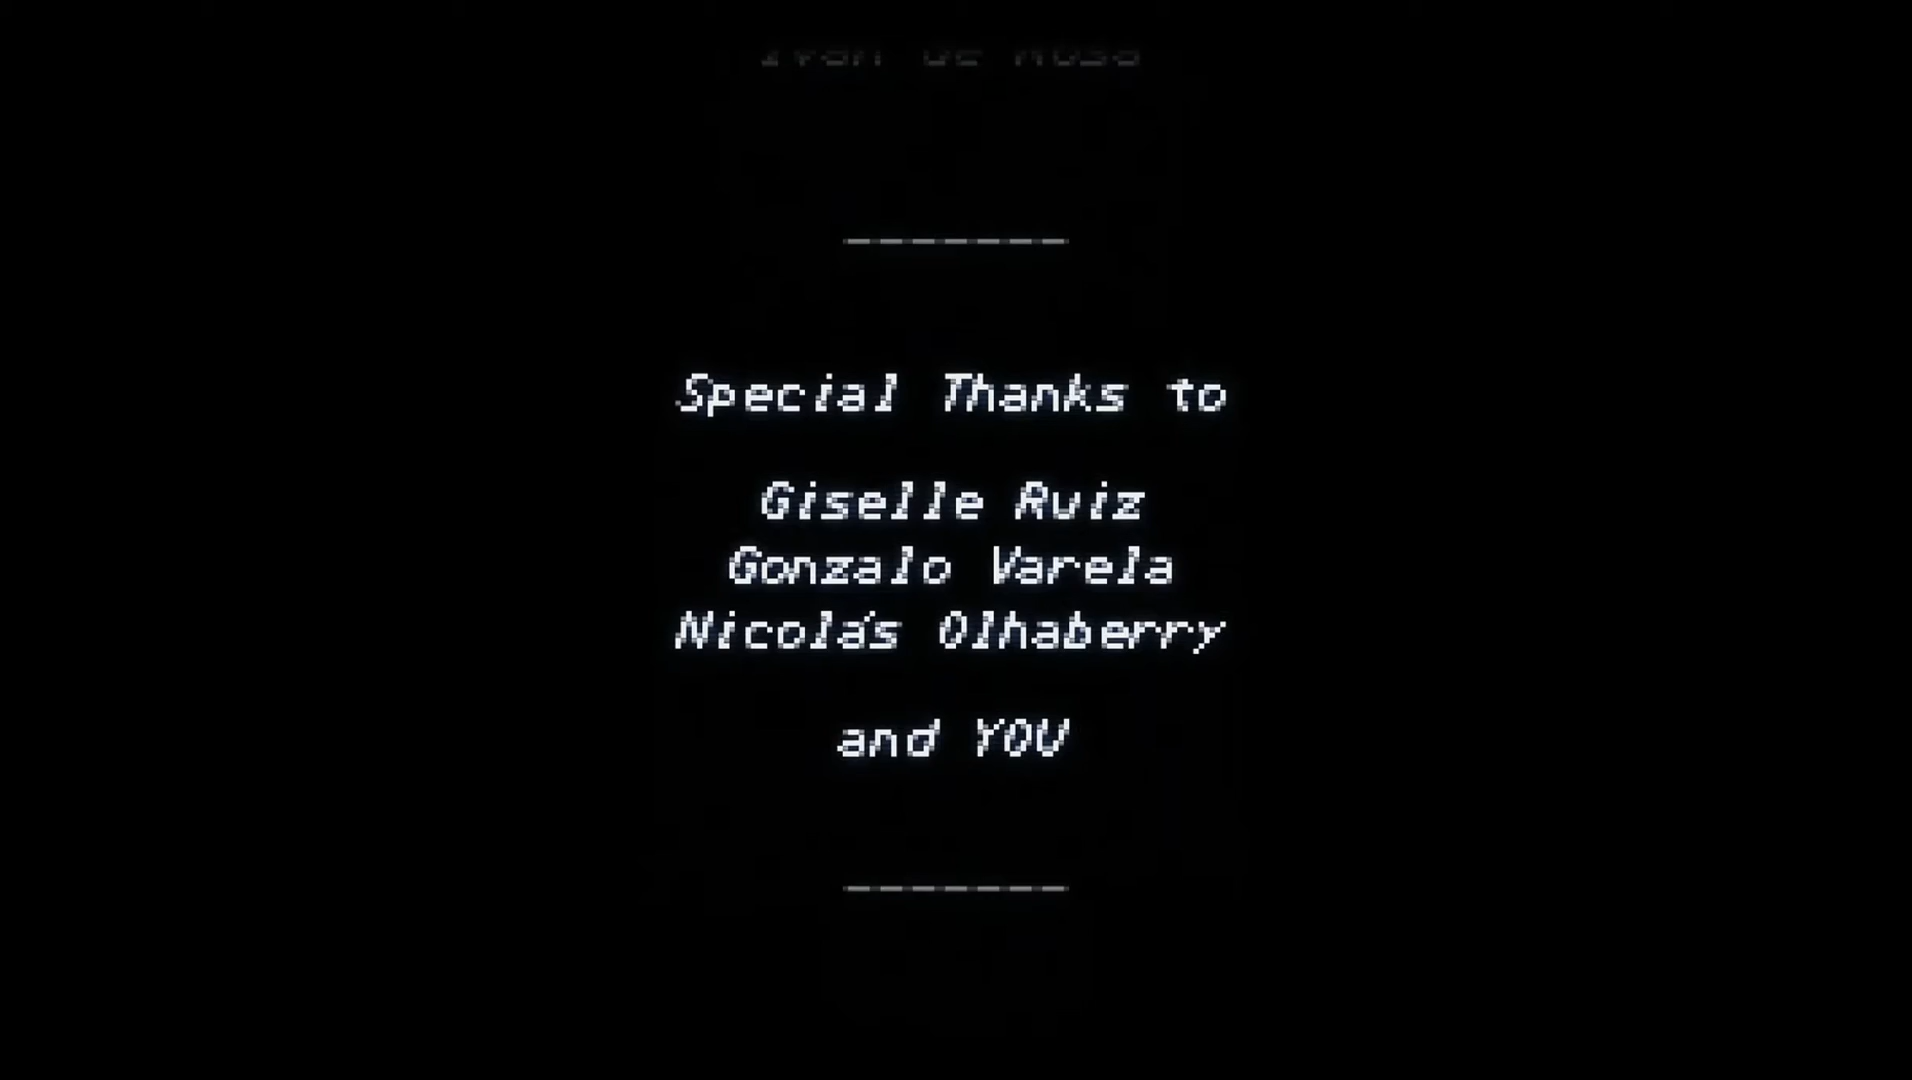 Special Thanks to
Giselle Ruiz
Gonzalo Varela
Nicolás Olhaberry
and YOU